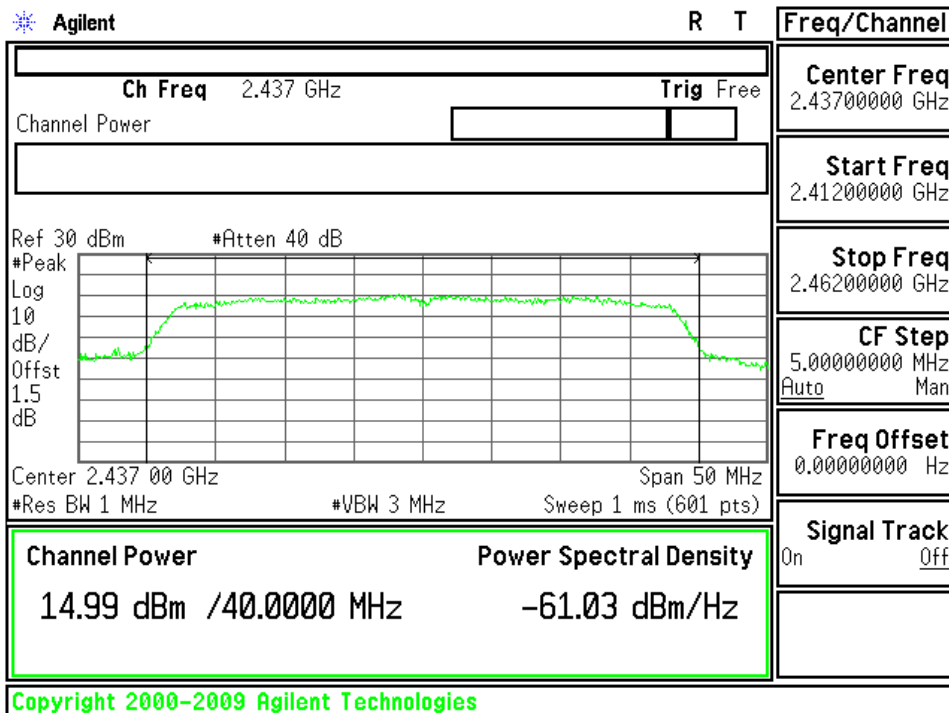 Agilent R T
Ch Freq 2.437 GHz Trig Free
Channel Power
Ref 30 dBm #Atten 40 dB
#Peak
Log
10
dB/
Offst
1.5
dB
Center 2.437 00 GHz Span 50 MHz
#Res BW 1 MHz #VBW 3 MHz Sweep 1 ms (601 pts)
Channel Power Power Spectral Density
14.99 dBm /40.0000 MHz -61.03 dBm/Hz
Copyright 2000-2009 Agilent Technologies
Freq/Channel
Center Freq
2.43700000 GHz
Start Freq
2.41200000 GHz
Stop Freq
2.46200000 GHz
CF Step
5.00000000 MHz
Auto Man
Freq Offset
0.00000000 Hz
Signal Track
On Off